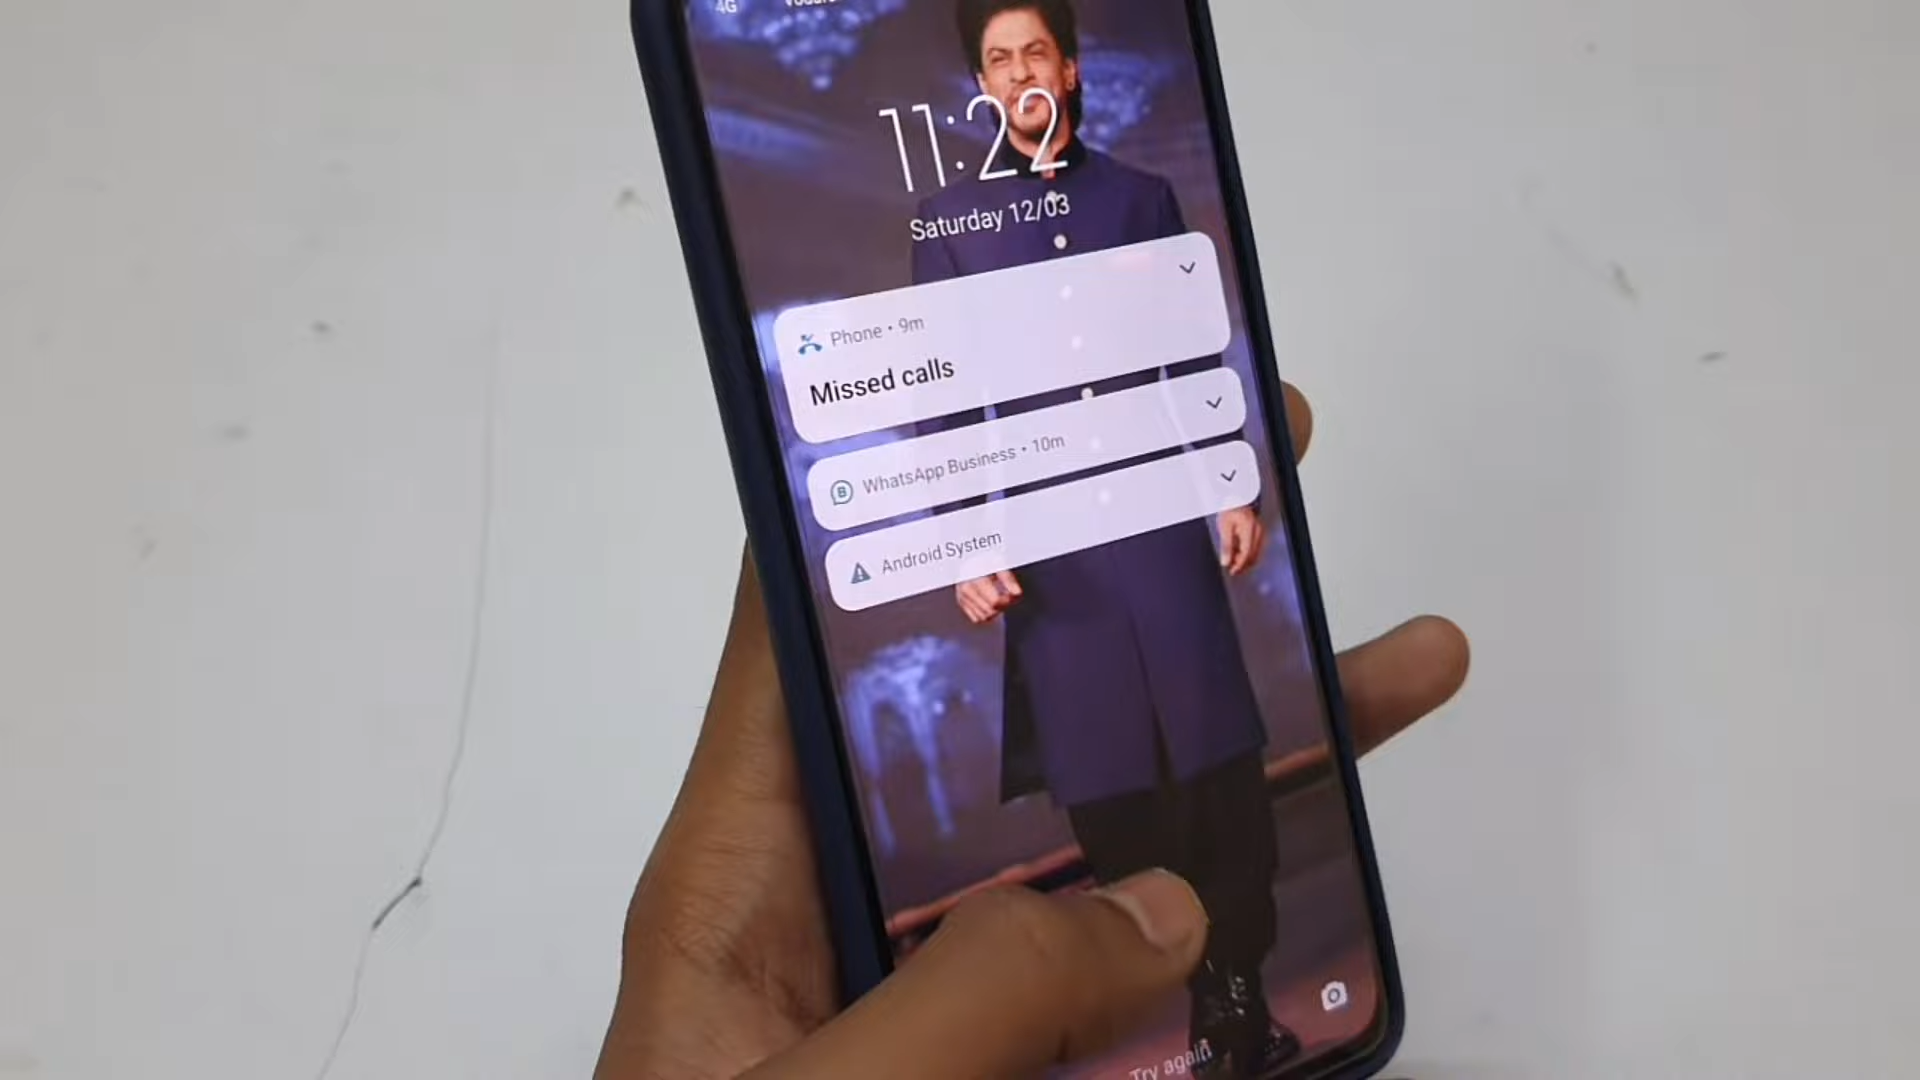 4G
11:22
Saturday 12/03
Phone • 9m
Missed calls
WhatsApp Business • 10m
Android System
Try again